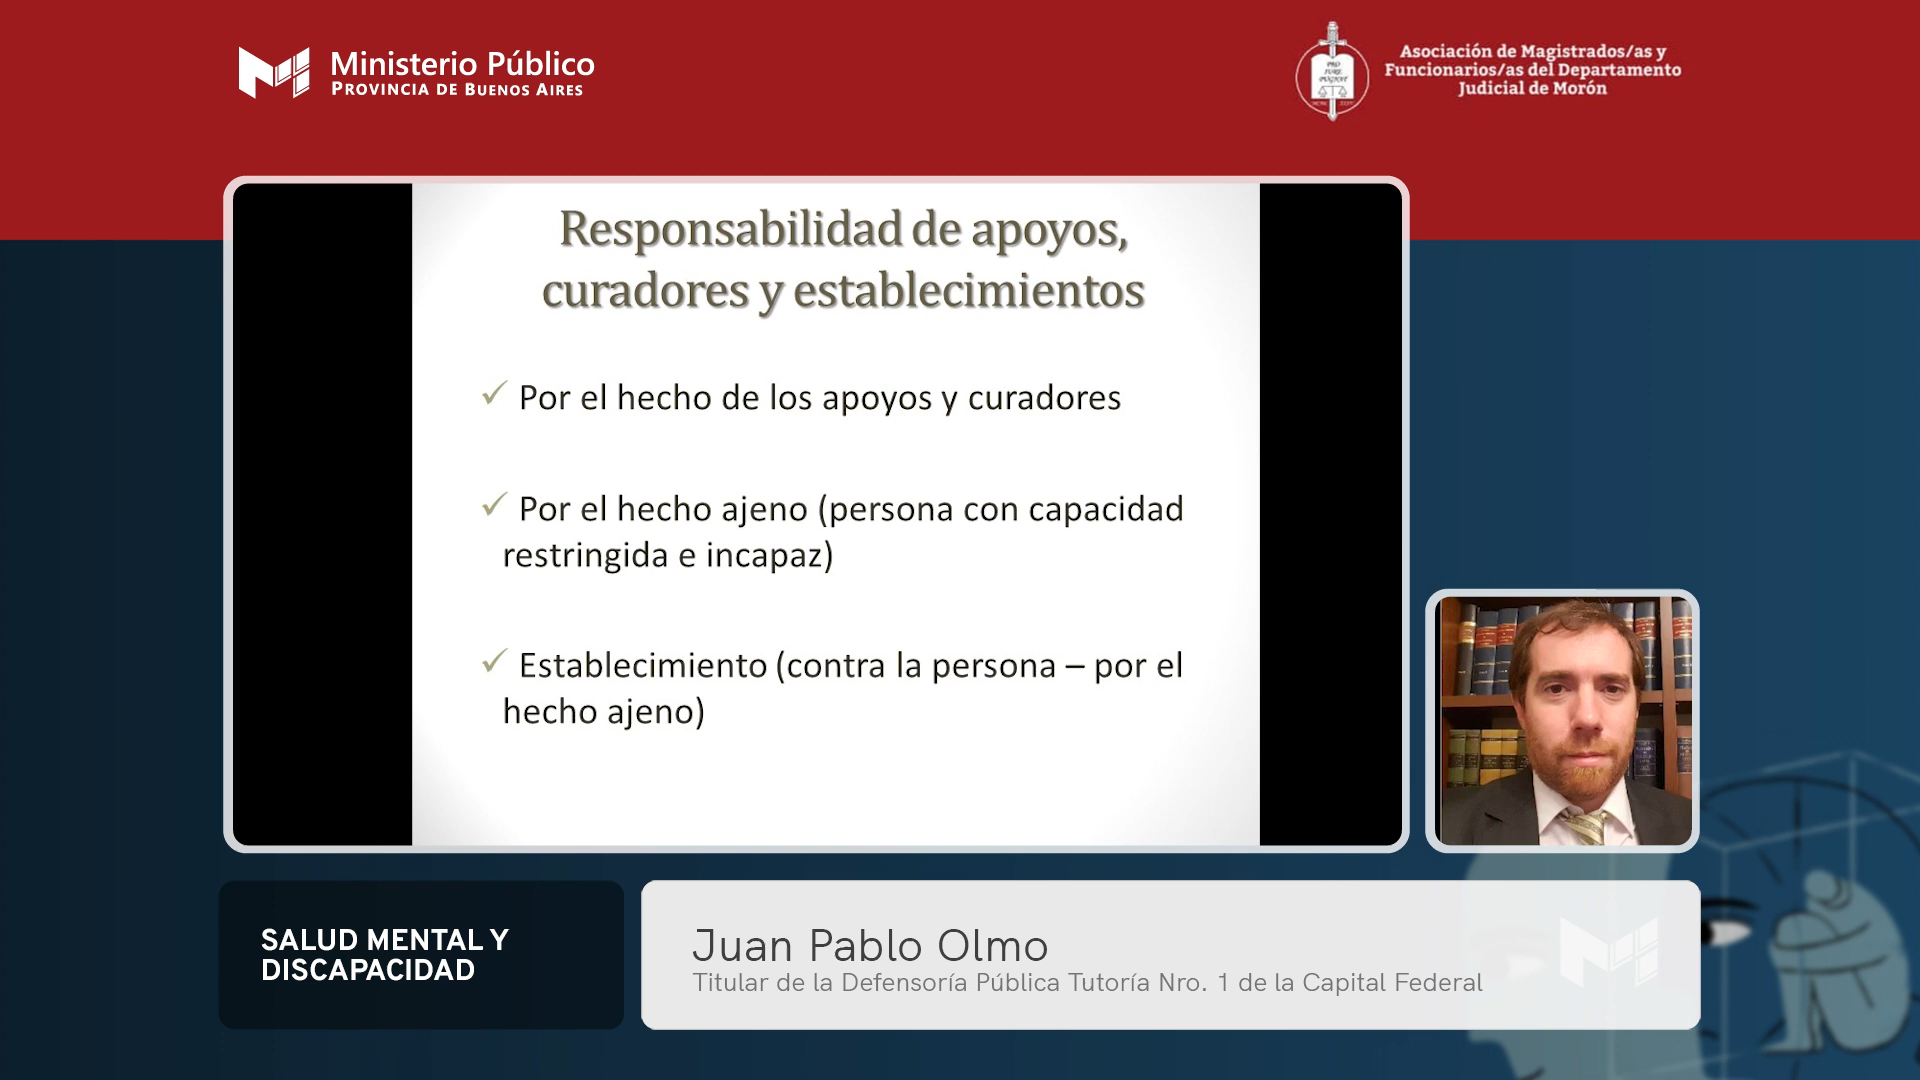 Ministerio Público
PROVINCIA DE BUENOS AIRES
Asociación de Magistrados/as y
Funcionarios/as del Departamento
Judicial de Morón
Responsabilidad de apoyos,
curadores y establecimientos
✓ Por el hecho de los apoyos y curadores
✓ Por el hecho ajeno (persona con capacidad
restringida e incapaz)
✓ Establecimiento (contra la persona – por el
hecho ajeno)
SALUD MENTAL Y
DISCAPACIDAD
Juan Pablo Olmo
Titular de la Defensoría Pública Tutoría Nro. 1 de la Capital Federal